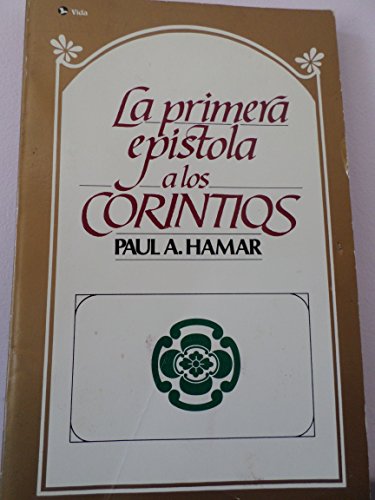 Vida
La primera
epístola
a los
CORINTIOS
PAUL A. HAMAR